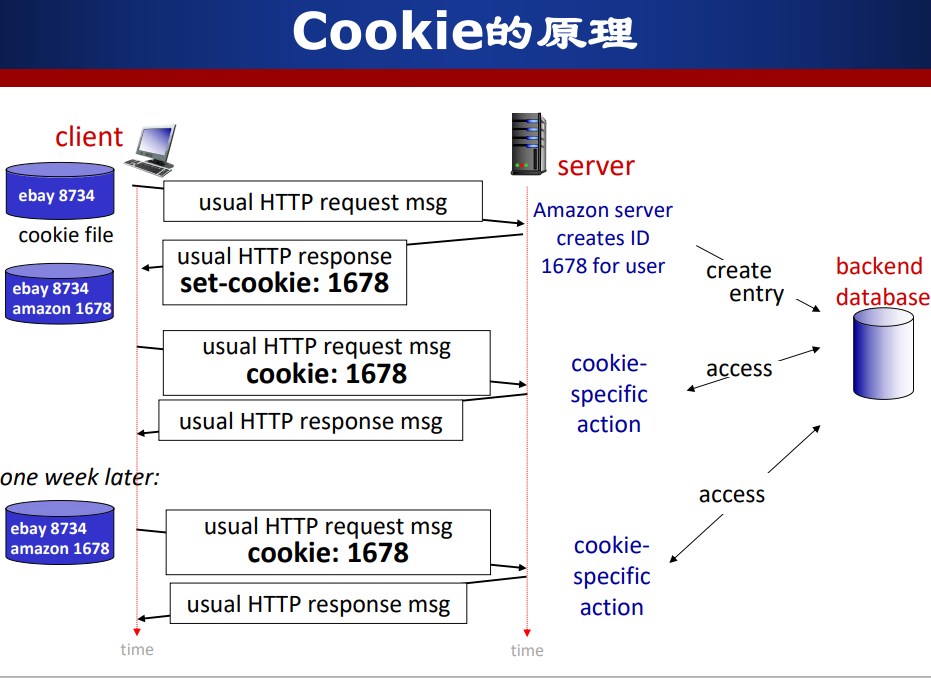 Cookie的原理
client
server
ebay 8734
cookie file
usual HTTP request msg
Amazon server
creates ID
1678 for user
usual HTTP response
set-cookie: 1678
ebay 8734
amazon 1678
create
entry
backend
database
usual HTTP request msg
cookie: 1678
cookie-
specific
action
access
usual HTTP response msg
one week later:
access
ebay 8734
amazon 1678
usual HTTP request msg
cookie: 1678
cookie-
specific
action
usual HTTP response msg
time
time